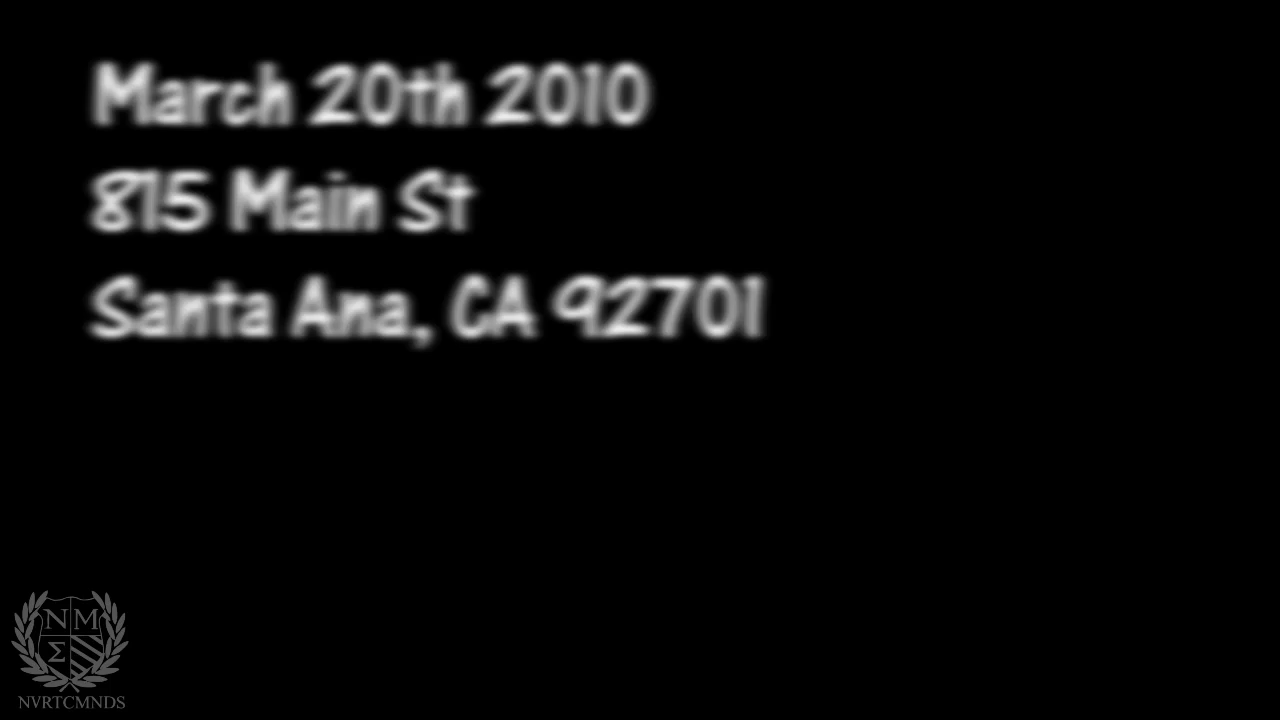 March 20th 2010
815 Main St
Santa Ana, CA 92701
N M
Σ
NVRTCMNDS